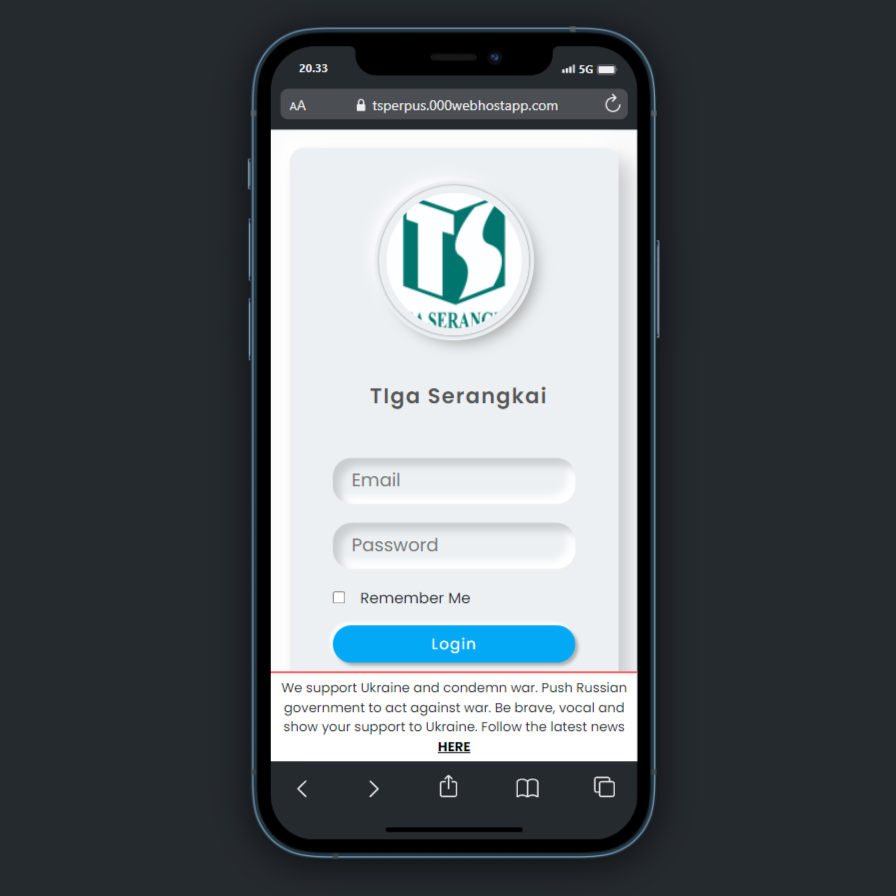 20.33
5G
AA
tsperpus.000webhostapp.com
TS
SERANG
TIga Serangkai
Email
Password
Remember Me
Login
We support Ukraine and condemn war. Push Russian
government to act against war. Be brave, vocal and
show your support to Ukraine. Follow the latest news
HERE